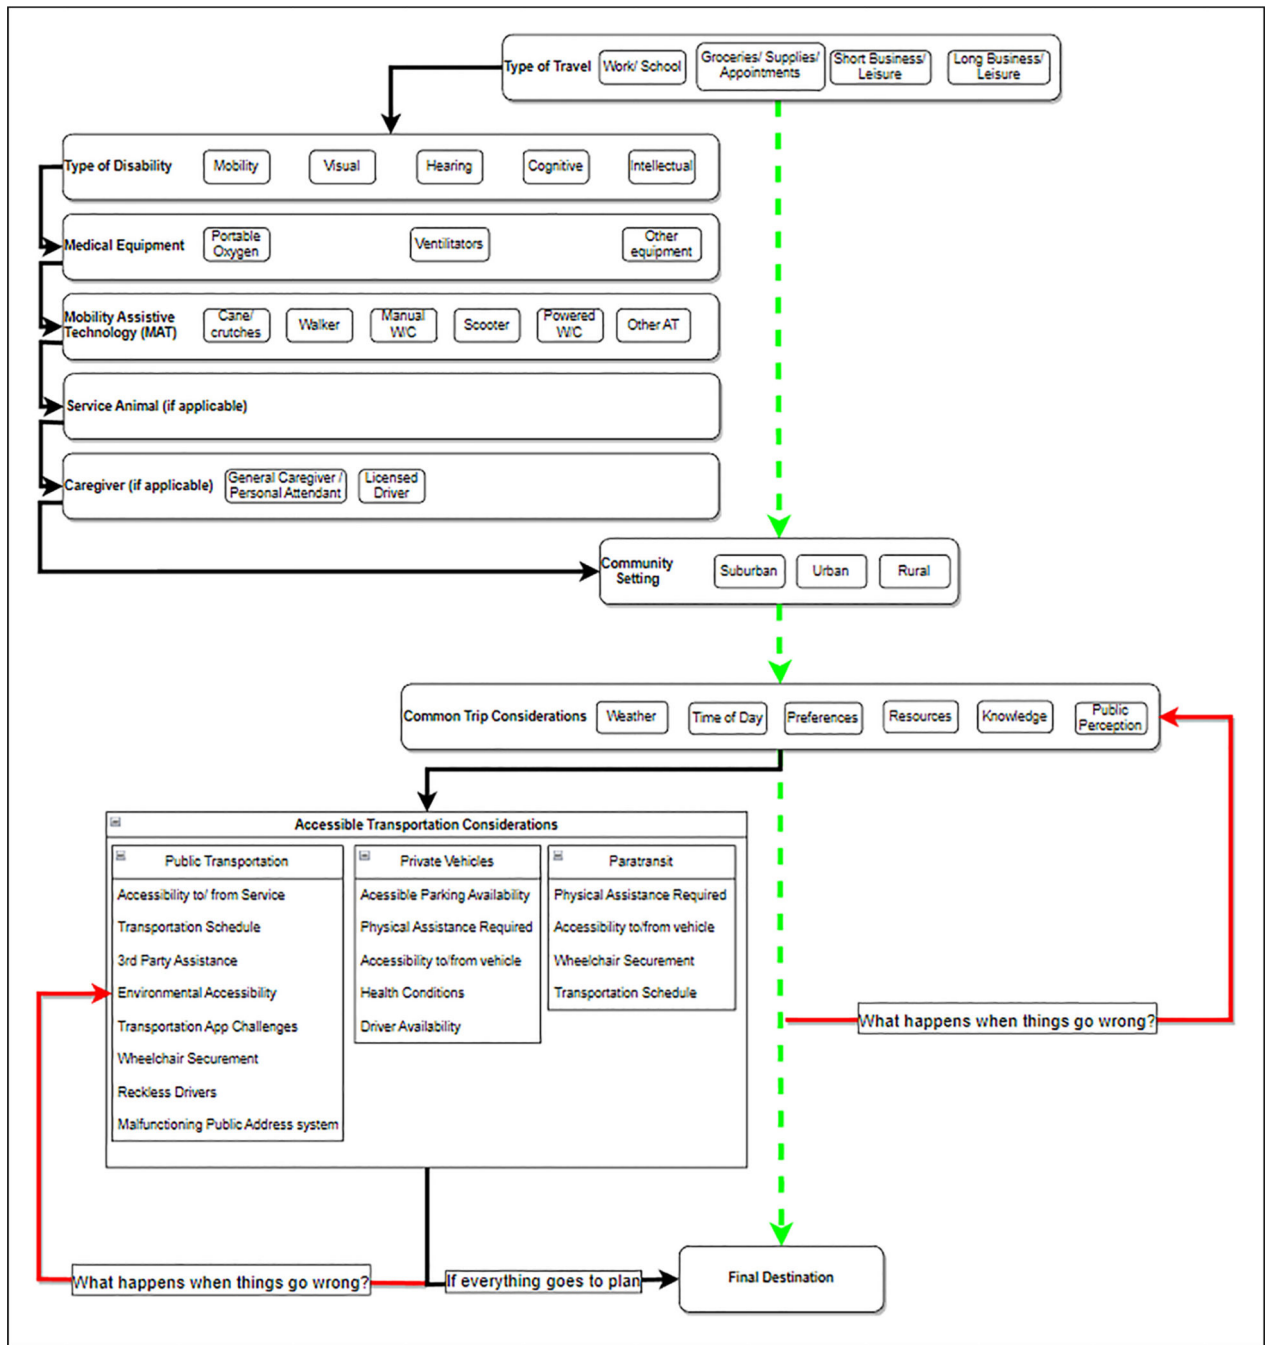 Type of Travel
Work/ School
Groceries/ Supplies/
Appointments
Short Business/
Leisure
Long Business/
Leisure
Type of Disability
Mobility
Visual
Hearing
Cognitive
Intellectual
Medical Equipment
Portable
Oxygen
Ventilitators
Other
equipment
Mobility Assistive
Technology (MAT)
Cane/
crutches
Walker
Manual
W/C
Scooter
Powered
W/C
Other AT
Service Animal (if applicable)
Caregiver (if applicable)
General Caregiver /
Personal Attendant
Licensed
Driver
Community
Setting
Suburban
Urban
Rural
Common Trip Considerations
Weather
Time of Day
Preferences
Resources
Knowledge
Public
Perception
Accessible Transportation Considerations
Public Transportation
Accessibility to/ from Service
Transportation Schedule
3rd Party Assistance
Environmental Accessibility
Transportation App Challenges
Wheelchair Securement
Reckless Drivers
Malfunctioning Public Address system
Private Vehicles
Acessible Parking Availability
Physical Assistance Required
Accessibility to/from vehicle
Health Conditions
Driver Availability
Paratransit
Physical Assistance Required
Accessibility to/from vehicle
Wheelchair Securement
Transportation Schedule
What happens when things go wrong?
What happens when things go wrong?
If everything goes to plan
Final Destination